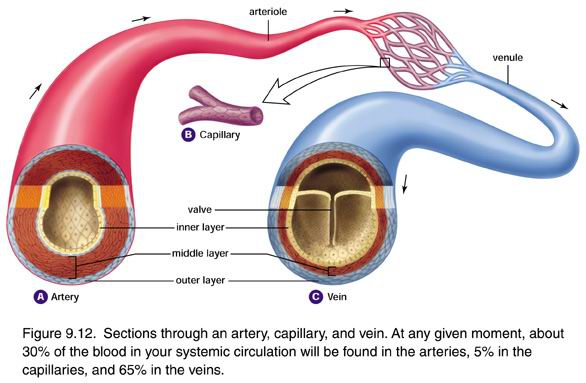 arteriole
venule
B Capillary
valve
inner layer
middle layer
outer layer
A Artery
C Vein
Figure 9.12. Sections through an artery, capillary, and vein. At any given moment, about
30% of the blood in your systemic circulation will be found in the arteries, 5% in the
capillaries, and 65% in the veins.